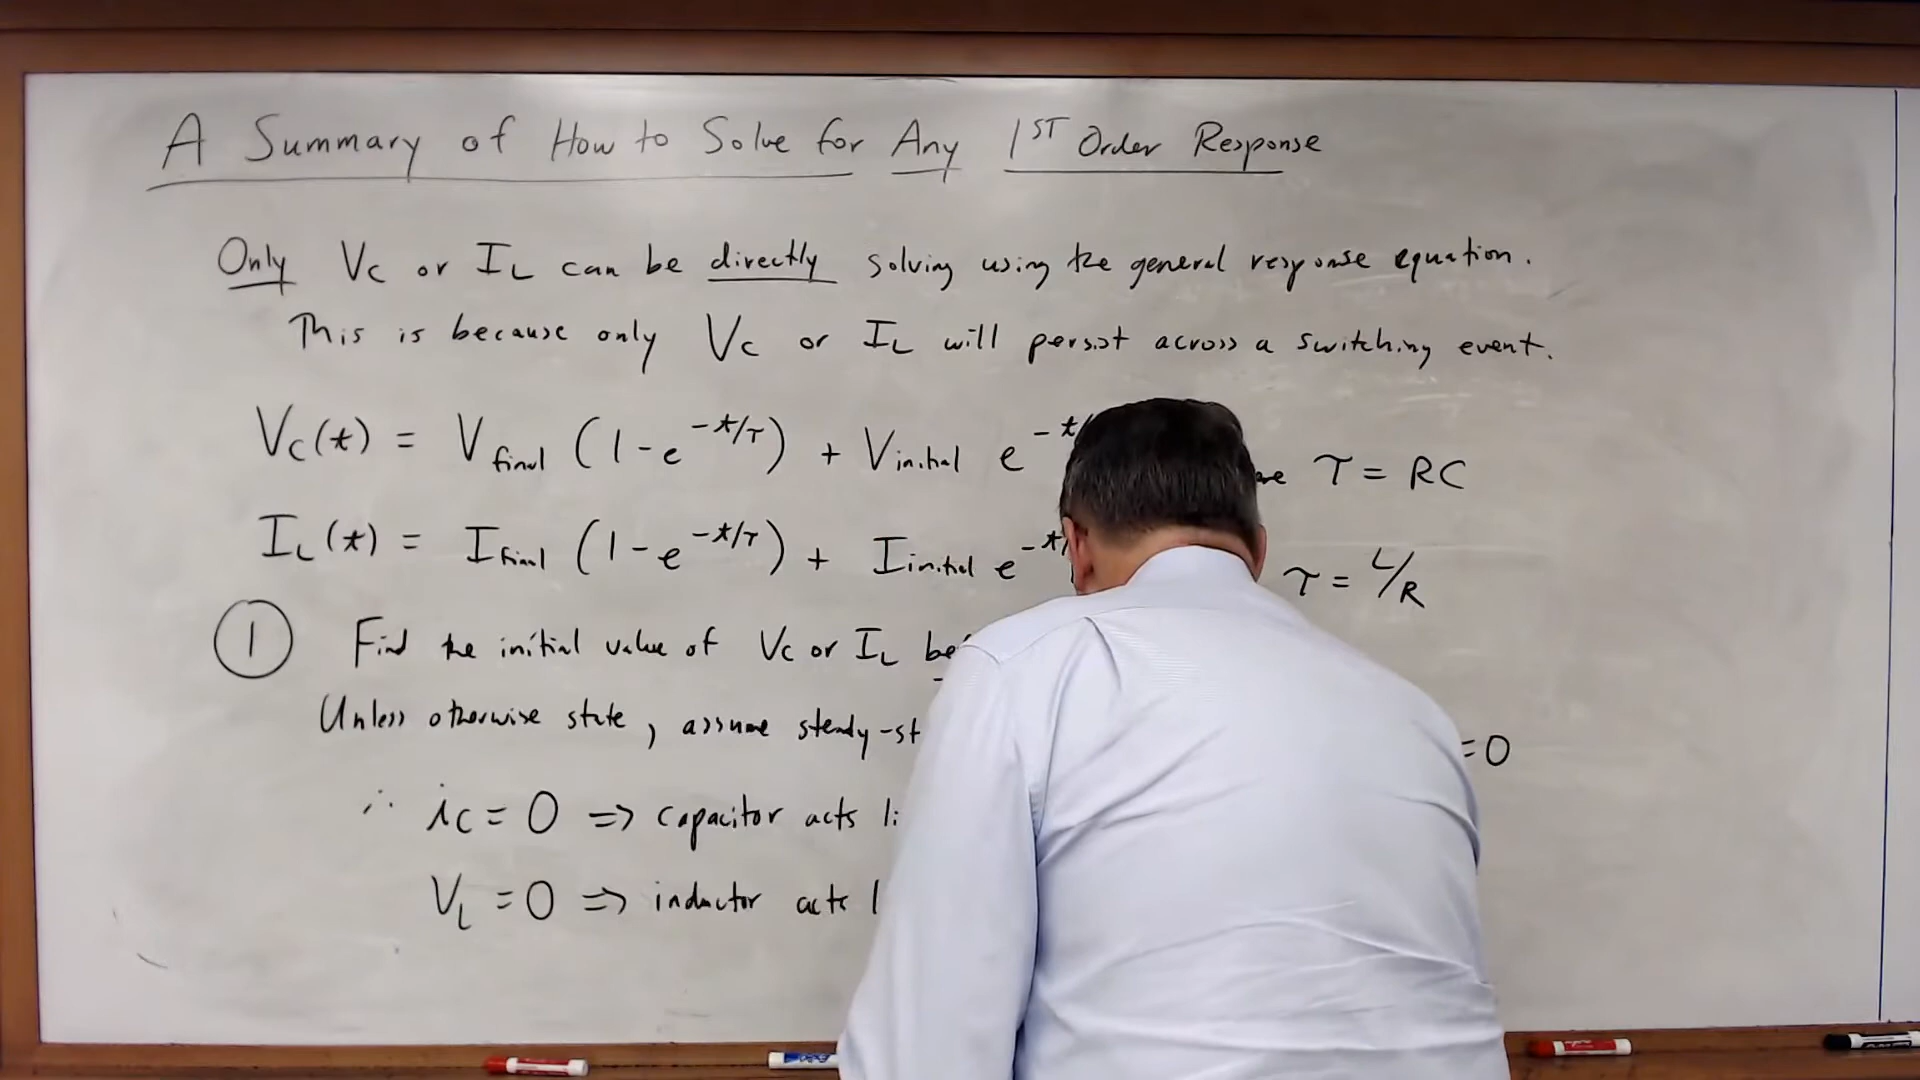 A Summary of How to Solve for Any 1ST Order Response
Only Vc or IL can be directly solving using the general response equation.
This is because only Vc or IL will persist across a switching event.
Vc(t) = Vfinal (1-e^-t/τ) + Vinitial e^-t/ τ = RC
IL(t) = Ifinal (1-e^-t/τ) + Iinitial e^-t/ τ = L/R
① Find the initial value of Vc or IL
Unless otherwise state, assume steady-st =0
∴ ic = 0 => capacitor acts
VL = 0 => inductor acts